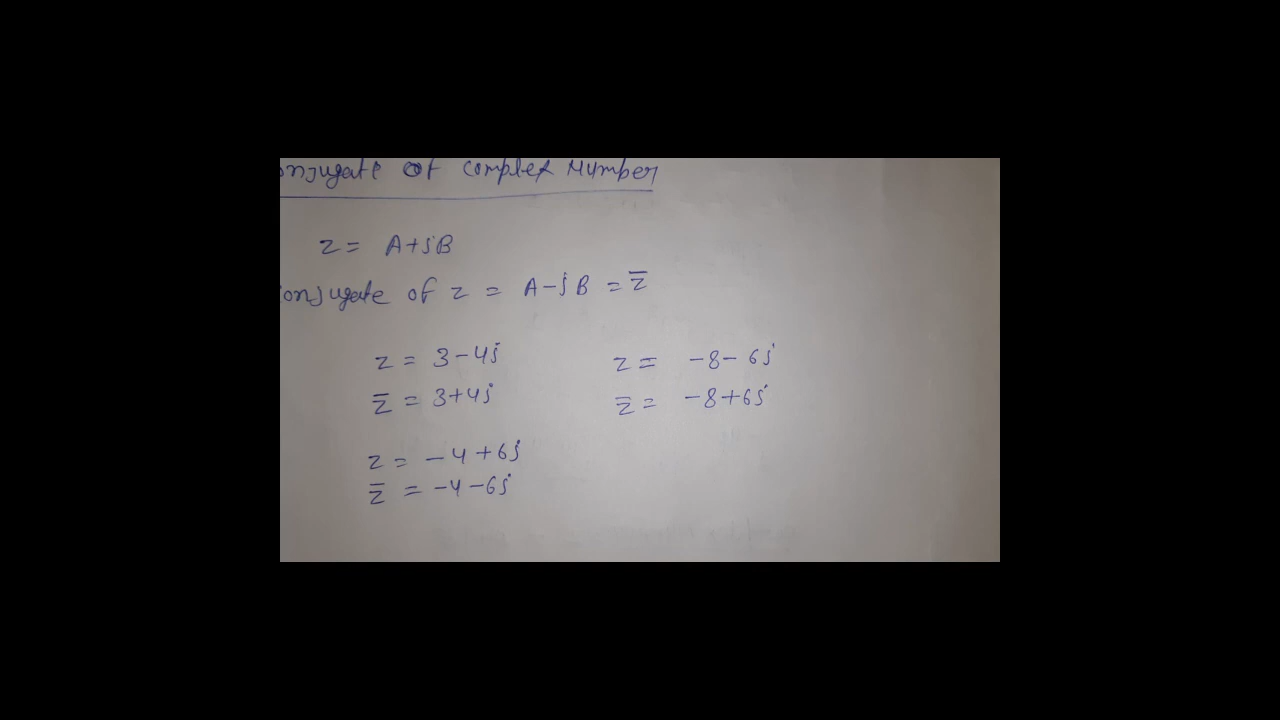 onjugate of complex Number
z = A+jB
conjugate of z = A-jB = z̅
z = 3-4j
z̅ = 3+4j
z = -8-6j
z̅ = -8+6j
z = -4+6j
z̅ = -4-6j